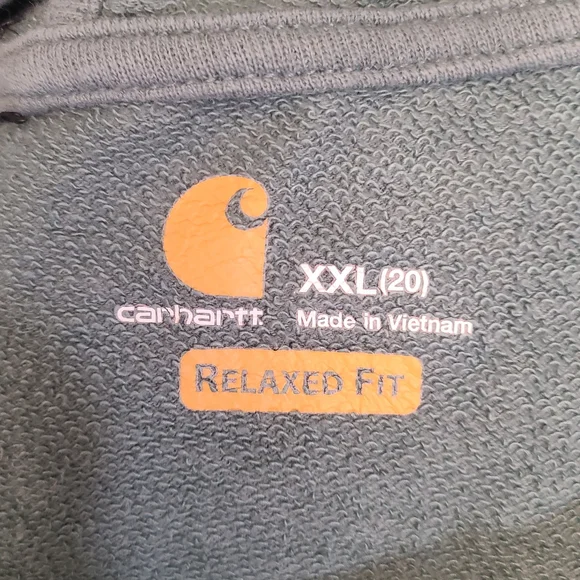 XXL(20)
carhartt
Made in Vietnam
RELAXED FIT